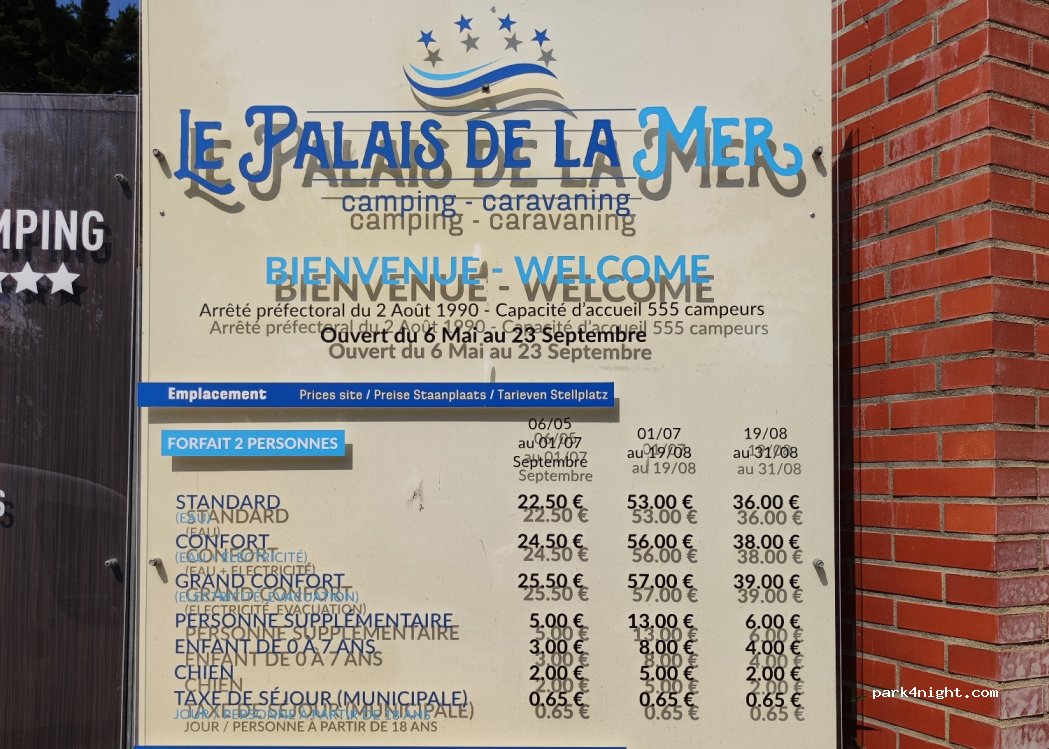 LE PALAIS DE LA MER
camping - caravaning
MPING
BIENVENUE - WELCOME
Arrêté préfectoral du 2 Août 1990 - Capacité d'accueil 555 campeurs
Ouvert du 6 Mai au 23 Septembre
Emplacement Prices site / Preise Staanplaats / Tarieven Stellplatz
FORFAIT 2 PERSONNES
06/05 au 01/07 Septembre 01/07 au 19/08 19/08 au 31/08
STANDARD 22.50 € 53.00 € 36.00 €
(EAU)
CONFORT 24.50 € 56.00 € 38.00 €
(EAU + ELECTRICITÉ)
GRAND CONFORT 25.50 € 57.00 € 39.00 €
(ELECTRICITÉ, EVACUATION)
PERSONNE SUPPLÉMENTAIRE 5.00 € 13.00 € 6.00 €
ENFANT DE 0 À 7 ANS 3,00 € 8.00 € 4.00 €
CHIEN 2,00 € 5.00 € 2.00 €
TAXE DE SÉJOUR (MUNICIPALE) 0.65 € 0.65 € 0.65 €
JOUR / PERSONNE À PARTIR DE 18 ANS
park4night.com